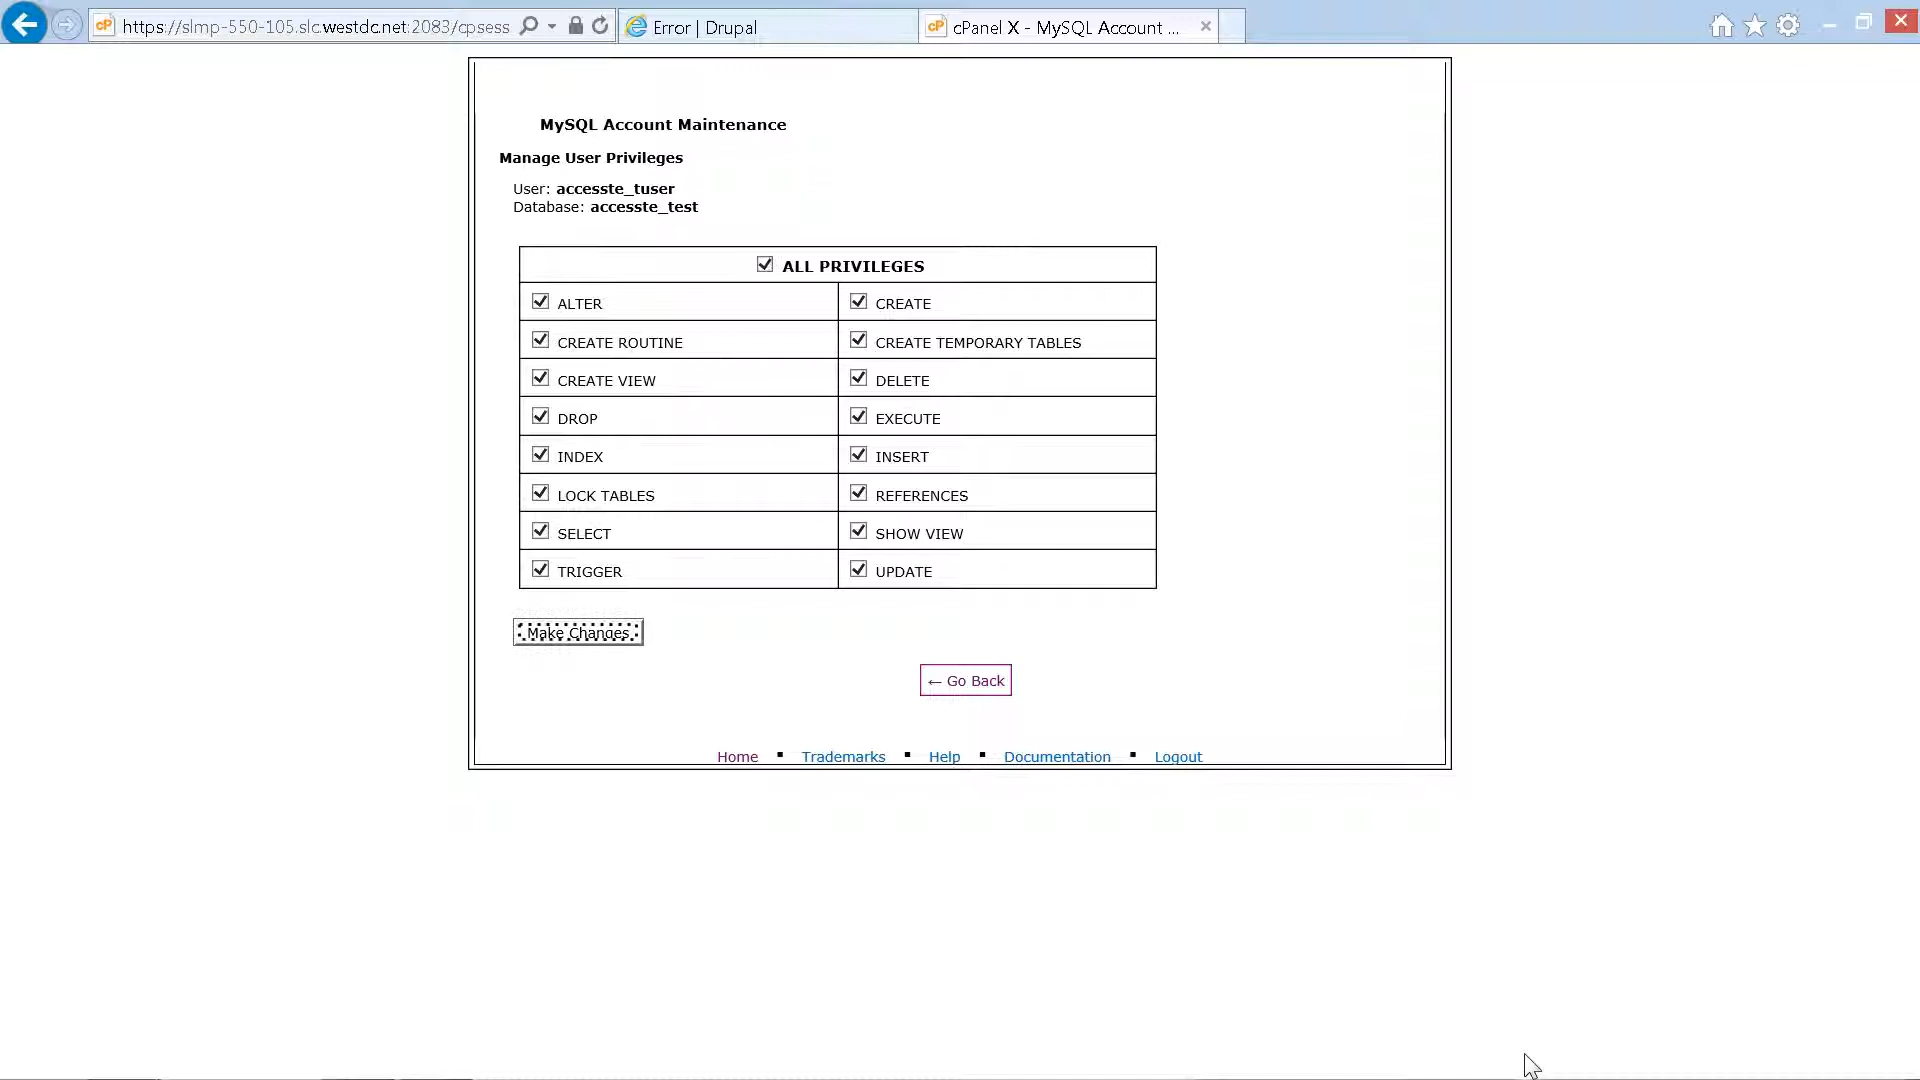 https://slmp-550-105.slc.westdc.net:2083/cpsess
Error | Drupal
cP cPanel X - MySQL Account ...
MySQL Account Maintenance
Manage User Privileges
User: accesste_tuser
Database: accesste_test
ALL PRIVILEGES
ALTER CREATE
CREATE ROUTINE CREATE TEMPORARY TABLES
CREATE VIEW DELETE
DROP EXECUTE
INDEX INSERT
LOCK TABLES REFERENCES
SELECT SHOW VIEW
TRIGGER UPDATE
Make Changes
← Go Back
Home ▪ Trademarks ▪ Help ▪ Documentation ▪ Logout